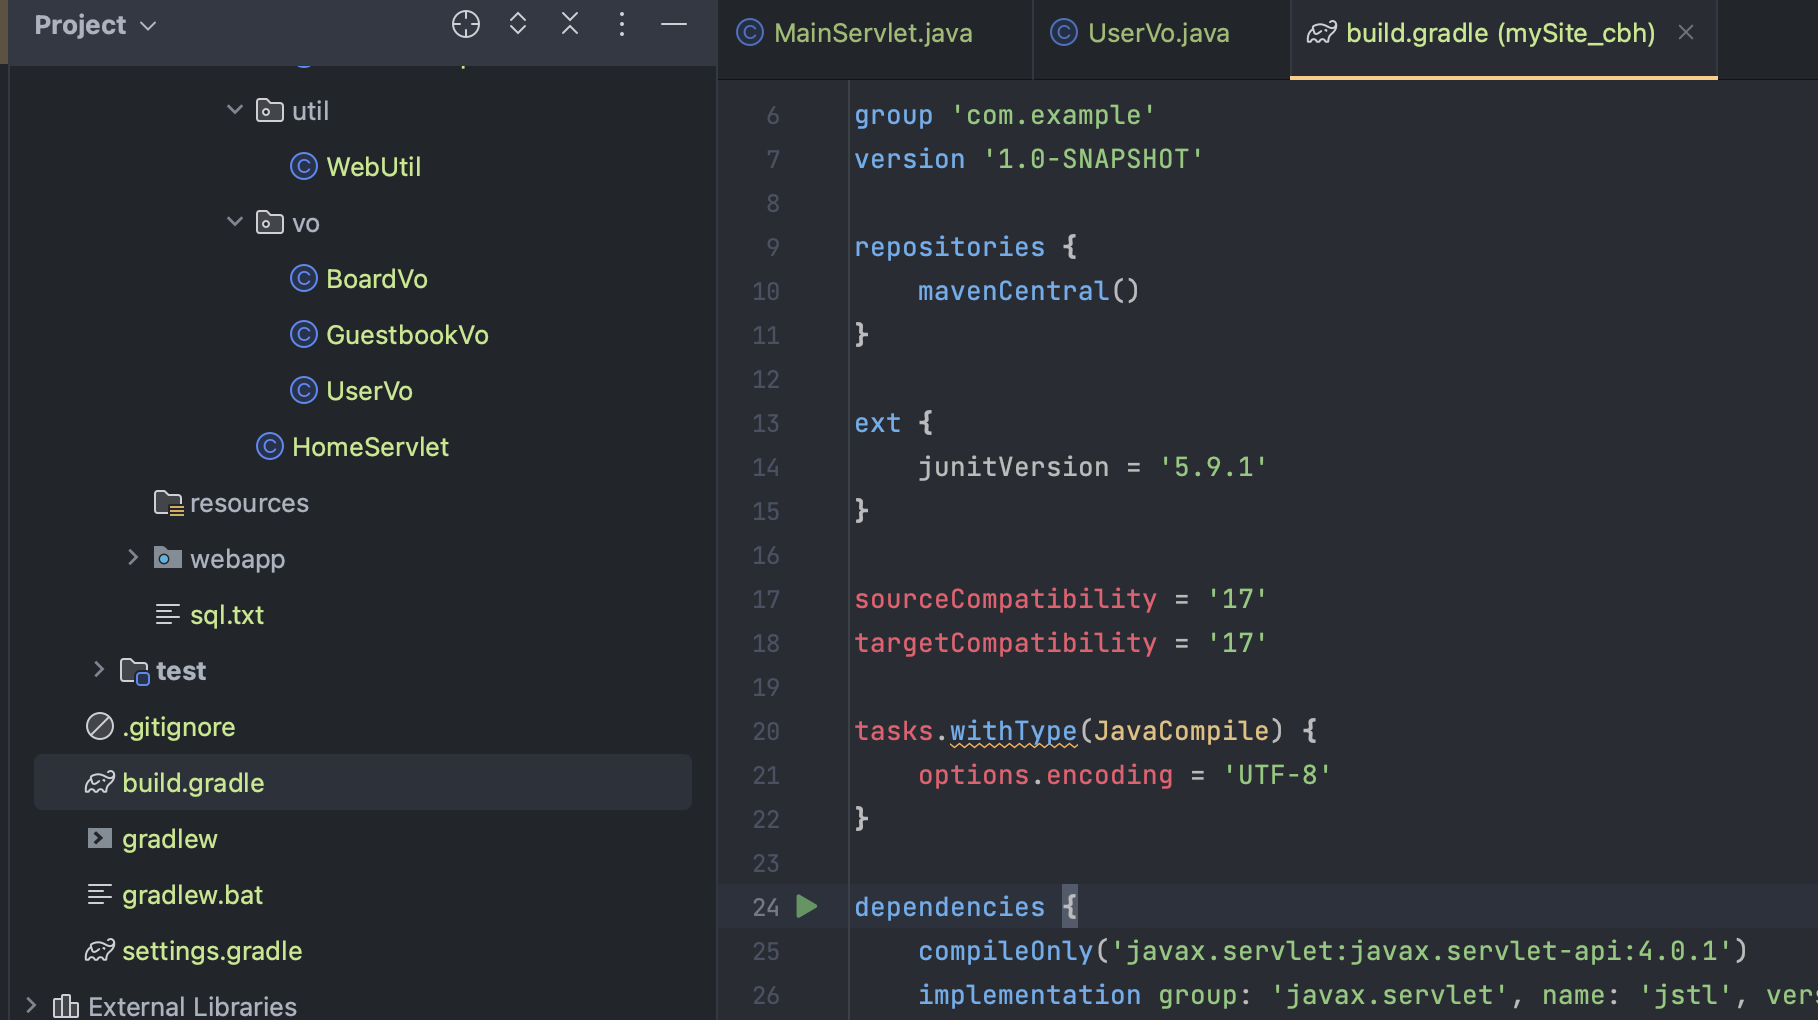 Project
util
WebUtil
vo
BoardVo
GuestbookVo
UserVo
HomeServlet
resources
webapp
sql.txt
test
.gitignore
build.gradle
gradlew
gradlew.bat
settings.gradle
External Libraries
MainServlet.java
UserVo.java
build.gradle (mySite_cbh)
6 group 'com.example'
7 version '1.0-SNAPSHOT'
8
9 repositories {
10 mavenCentral()
11 }
12
13 ext {
14 junitVersion = '5.9.1'
15 }
16
17 sourceCompatibility = '17'
18 targetCompatibility = '17'
19
20 tasks.withType(JavaCompile) {
21 options.encoding = 'UTF-8'
22 }
23
24 dependencies {
25 compileOnly('javax.servlet:javax.servlet-api:4.0.1')
26 implementation group: 'javax.servlet', name: 'jstl', vers